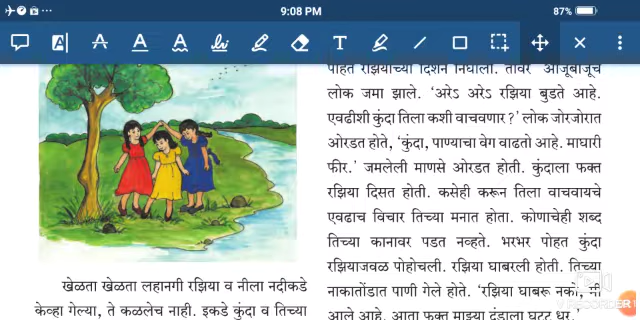 9:08 PM
87%
खेळता खेळता लहानगी रझिया व नीला नदीकडे
केव्हा गेल्या, ते कळलेच नाही. इकडे कुंदा व तिच्या
पोहत रझियाच्या दिशेने निघाली. तोवर आजूबाजूचे
लोक जमा झाले. ‘अरेऽ अरेऽ रझिया बुडते आहे.
एवढीशी कुंदा तिला कशी वाचवणार?’ लोक जोरजोरात
ओरडत होते, ‘कुंदा, पाण्याचा वेग वाढतो आहे. माघारी
फीर.’ जमलेली माणसे ओरडत होती. कुंदाला फक्त
रझिया दिसत होती. कसेही करून तिला वाचवायचे
एवढाच विचार तिच्या मनात होता. कोणाचेही शब्द
तिच्या कानावर पडत नव्हते. भरभर पोहत कुंदा
रझियाजवळ पोहोचली. रझिया घाबरली होती. तिच्या
नाकातोंडात पाणी गेले होते. ‘रझिया घाबरू नको, मी
आले आहे. आता फक्त माझ्या दंडाला घट्ट धर.’